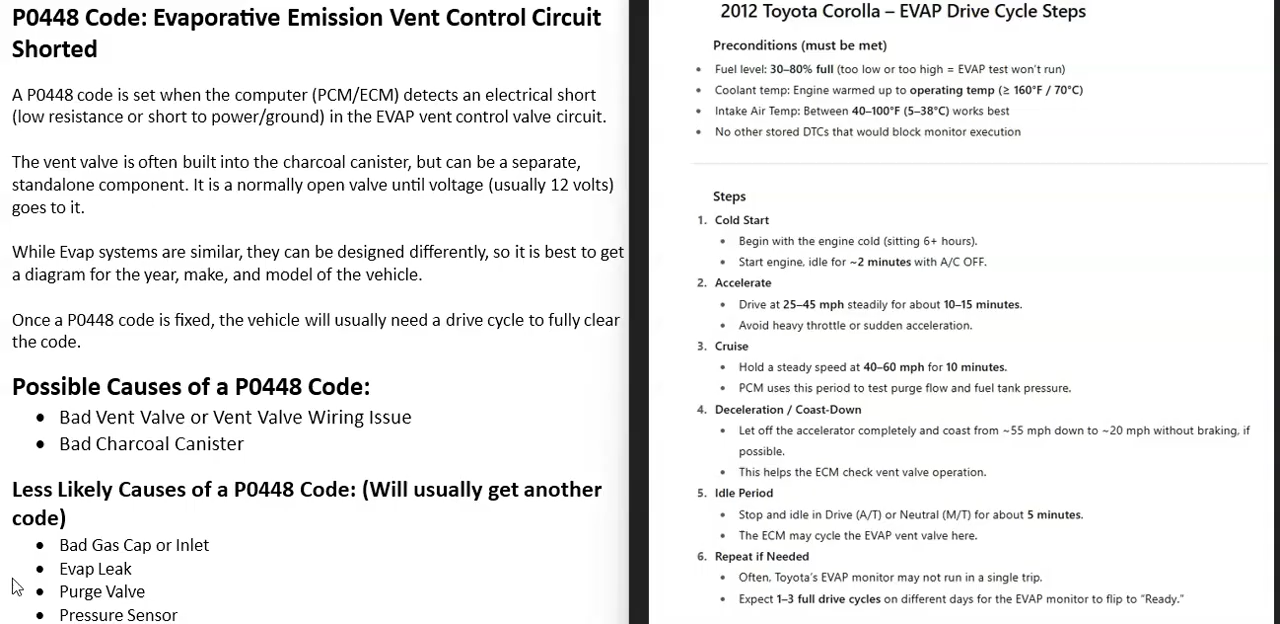 P0448 Code: Evaporative Emission Vent Control Circuit
Shorted
A P0448 code is set when the computer (PCM/ECM) detects an electrical short
(low resistance or short to power/ground) in the EVAP vent control valve circuit.
The vent valve is often built into the charcoal canister, but can be a separate,
standalone component. It is a normally open valve until voltage (usually 12 volts)
goes to it.
While Evap systems are similar, they can be designed differently, so it is best to get
a diagram for the year, make, and model of the vehicle.
Once a P0448 code is fixed, the vehicle will usually need a drive cycle to fully clear
the code.
Possible Causes of a P0448 Code:
• Bad Vent Valve or Vent Valve Wiring Issue
• Bad Charcoal Canister
Less Likely Causes of a P0448 Code: (Will usually get another
code)
• Bad Gas Cap or Inlet
• Evap Leak
• Purge Valve
• Pressure Sensor
2012 Toyota Corolla – EVAP Drive Cycle Steps
Preconditions (must be met)
• Fuel level: 30–80% full (too low or too high = EVAP test won't run)
• Coolant temp: Engine warmed up to operating temp (≥ 160°F / 70°C)
• Intake Air Temp: Between 40–100°F (5–38°C) works best
• No other stored DTCs that would block monitor execution
Steps
1. Cold Start
• Begin with the engine cold (sitting 6+ hours).
• Start engine, idle for ~2 minutes with A/C OFF.
2. Accelerate
• Drive at 25–45 mph steadily for about 10–15 minutes.
• Avoid heavy throttle or sudden acceleration.
3. Cruise
• Hold a steady speed at 40–60 mph for 10 minutes.
• PCM uses this period to test purge flow and fuel tank pressure.
4. Deceleration / Coast-Down
• Let off the accelerator completely and coast from ~55 mph down to ~20 mph without braking, if
possible.
• This helps the ECM check vent valve operation.
5. Idle Period
• Stop and idle in Drive (A/T) or Neutral (M/T) for about 5 minutes.
• The ECM may cycle the EVAP vent valve here.
6. Repeat if Needed
• Often, Toyota's EVAP monitor may not run in a single trip.
• Expect 1–3 full drive cycles on different days for the EVAP monitor to flip to "Ready."